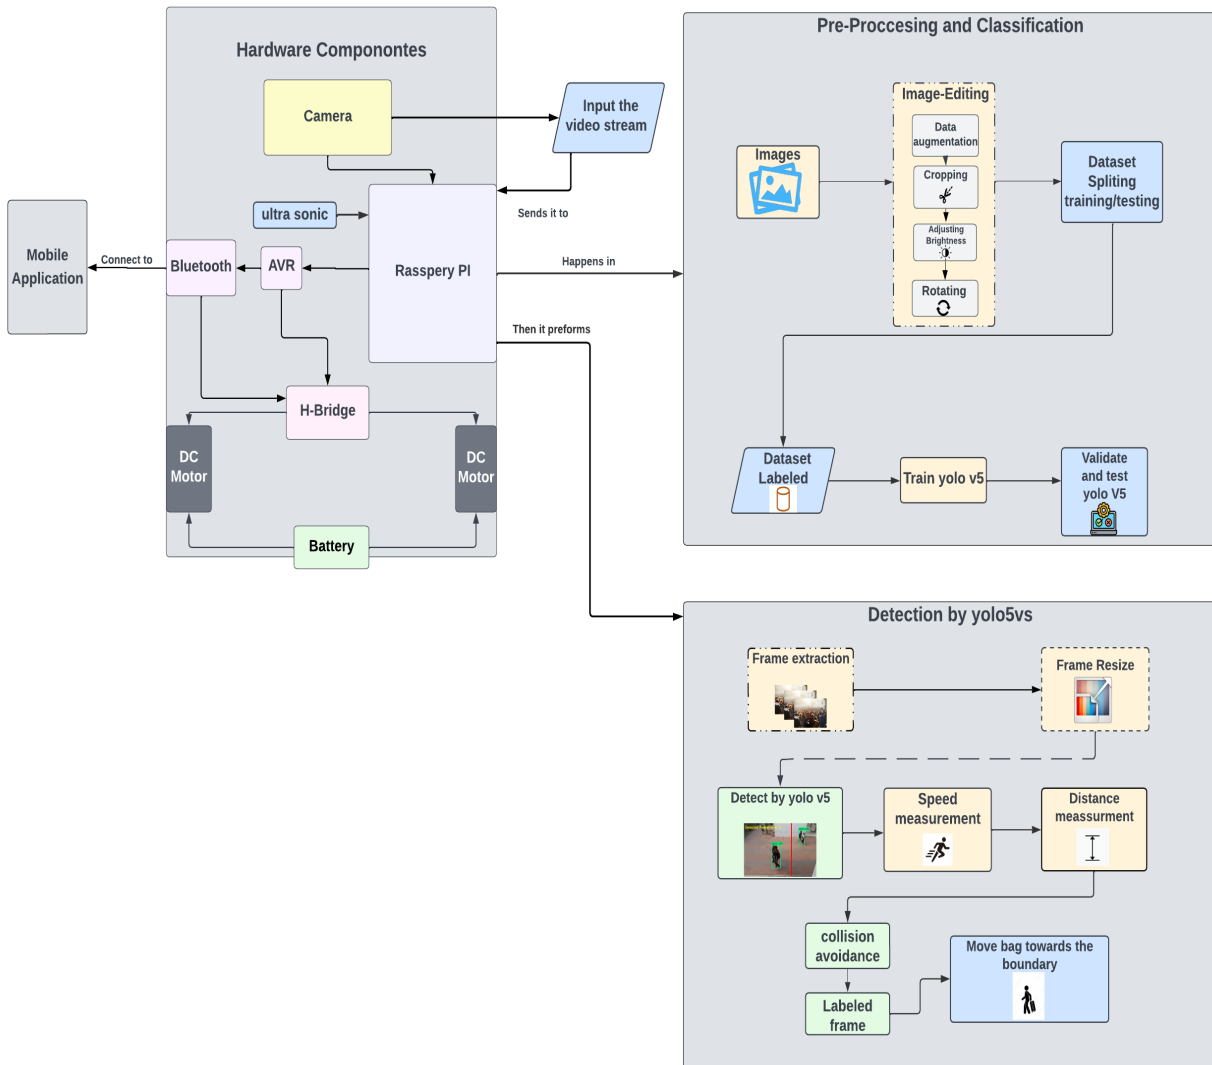 Hardware Componontes
Camera
Input the
video stream
ultra sonic
Sends it to
Mobile
Application
Connect to
Bluetooth
AVR
Rasspery PI
Happens in
Then it preforms
H-Bridge
DC
Motor
DC
Motor
Battery
Pre-Proccesing and Classification
Image-Editing
Images
Data
augmentation
Cropping
Adjusting
Brightness
Rotating
Dataset
Spliting
training/testing
Dataset
Labeled
Train yolo v5
Validate
and test
yolo V5
Detection by yolo5vs
Frame extraction
Frame Resize
Detect by yolo v5
Speed
measurement
Distance
meassurment
collision
avoidance
Labeled
frame
Move bag towards the
boundary